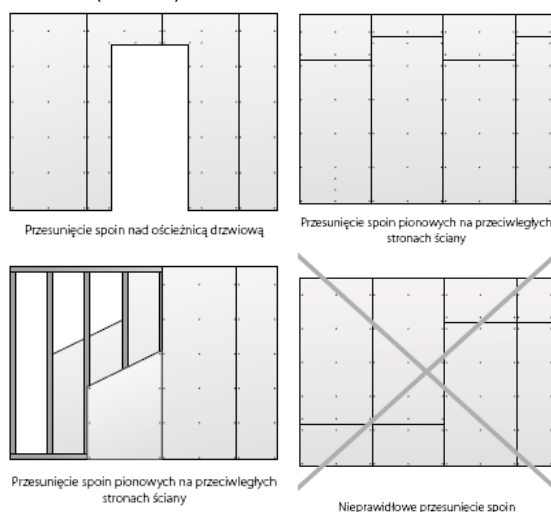 Przesunięcie spoin nad ościeżnicą drzwiową
Przesunięcie spoin pionowych na przeciwległych
stronach ściany
Przesunięcie spoin pionowych na przeciwległych
stronach ściany
Nieprawidłowe przesunięcie spoin